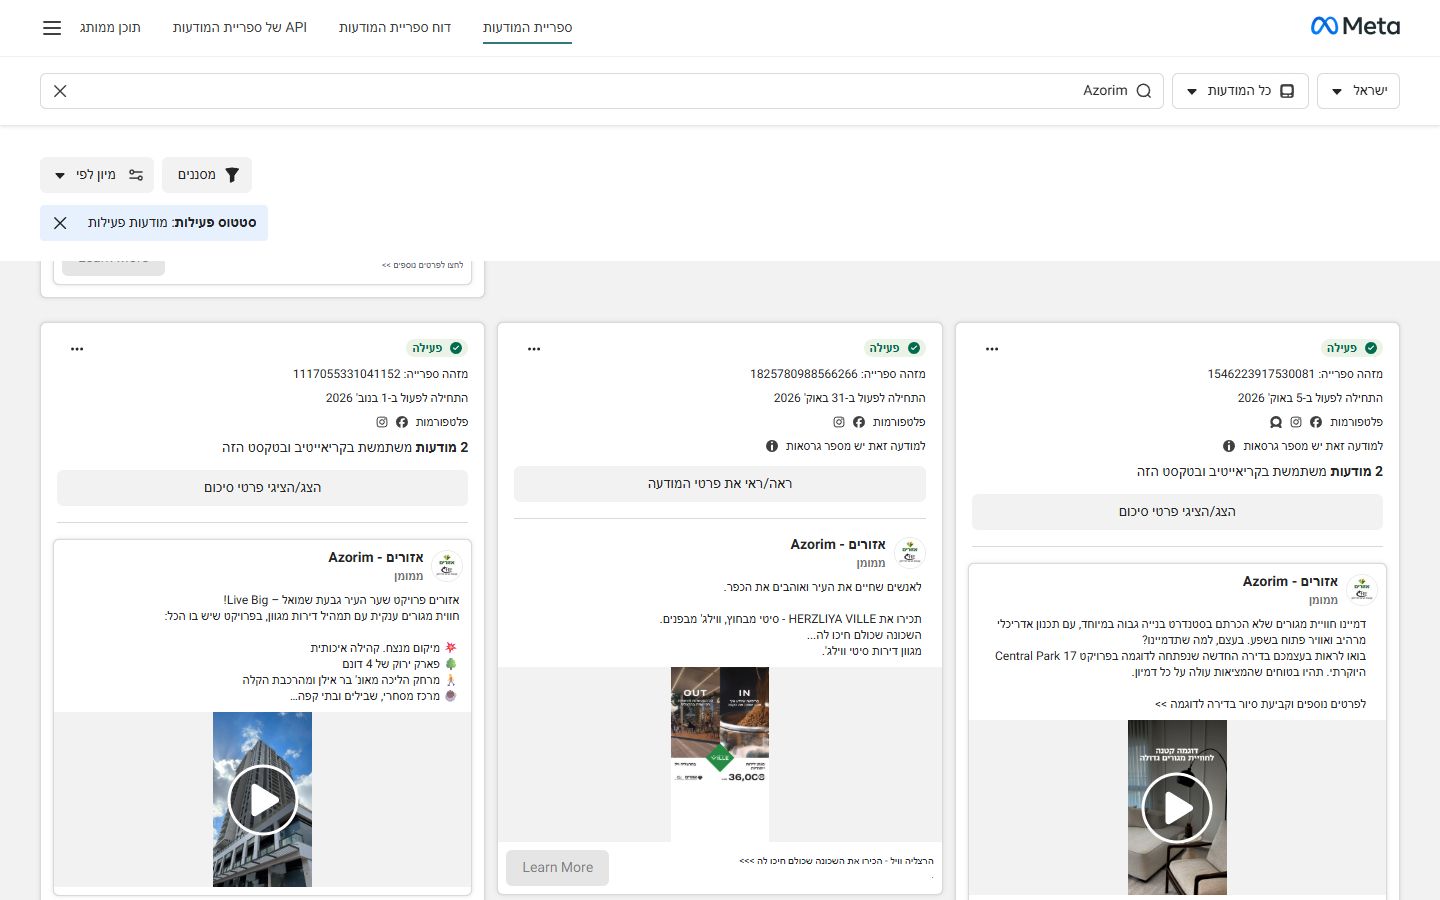 Meta
ספריית המודעות
דוח ספריית המודעות
API של ספריית המודעות
תוכן ממותג
ישראל
כל המודעות
Azorim
מסננים
מיון לפי
סטטוס פעילות: מודעות פעילות
לחצו לפרטים נוספים >>
פעילה
מזהה ספרייה: 1546223917530081
התחילה לפעול ב-5 באוק' 2026
פלטפורמות
למודעה זאת יש מספר גרסאות
2 מודעות משתמשת בקריאייטיב ובטקסט הזה
הצג/הציגי פרטי סיכום
אזורים - Azorim
ממומן
דמיינו חוויית מגורים שלא הכרתם בסטנדרט בנייה גבוה במיוחד, עם תכנון אדריכלי
מרהיב ואוויר פתוח בשפע. בעצם, למה שתדמיינו?
בואו לראות בעצמכם בדירה החדשה שנפתחה לדוגמה בפרויקט Central Park 17
היוקרתי. תהיו בטוחים שהמציאות עולה על כל דמיון.
לפרטים נוספים וקביעת סיור בדירה לדוגמה >>
דוגמה קטנה
לחוויית מגורים גדולה
פעילה
מזהה ספרייה: 1825780988566266
התחילה לפעול ב-31 באוק' 2026
פלטפורמות
למודעה זאת יש מספר גרסאות
ראה/ראי את פרטי המודעה
אזורים - Azorim
ממומן
לאנשים שחיים את העיר ואוהבים את הכפר.
תכירו את HERZLIYA VILLE - סיטי מבחוץ, ווילג' מבפנים.
השכונה שכולם חיכו לה...
מגוון דירות סיטי ווילג'.
OUT
IN
VILLE
36,000
הרצליה וויל - הכירו את השכונה שכולם חיכו לה >>>
.
Learn More
פעילה
מזהה ספרייה: 1117055331041152
התחילה לפעול ב-1 בנוב' 2026
פלטפורמות
2 מודעות משתמשת בקריאייטיב ובטקסט הזה
הצג/הציגי פרטי סיכום
אזורים - Azorim
ממומן
אזורים פרויקט שער העיר גבעת שמואל – Live Big!
חווית מגורים ענקית עם תמהיל דירות מגוון, בפרויקט שיש בו הכל:
💥 מיקום מנצח. קהילה איכותית
🌳 פארק ירוק של 4 דונם
🚶 מרחק הליכה מאונ' בר אילן ומהרכבת הקלה
מרכז מסחרי, שבילים ובתי קפה...